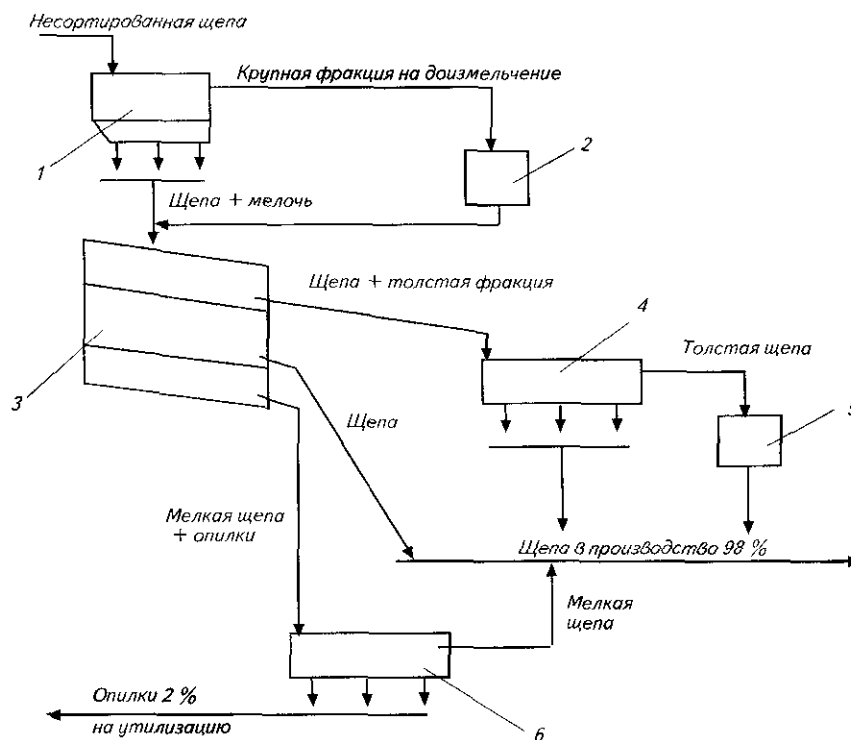 Несортированная щепа
Крупная фракция на доизмельчение
1
2
Щепа + мелочь
Щепа + толстая фракция
4
Толстая щепа
3
5
Щепа
Мелкая щепа
+ опилки
Щепа в производство 98 %
Мелкая
щепа
Опилки 2 %
на утилизацию
6